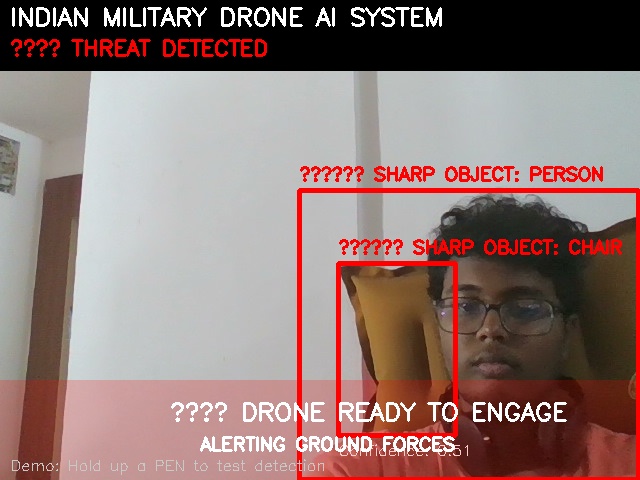 INDIAN MILITARY DRONE AI SYSTEM
???? THREAT DETECTED
?????? SHARP OBJECT: PERSON
?????? SHARP OBJECT: CHAIR
???? DRONE READY TO ENGAGE
ALERTING GROUND FORCES
Confidence: 0.51
Demo: Hold up a PEN to test detection